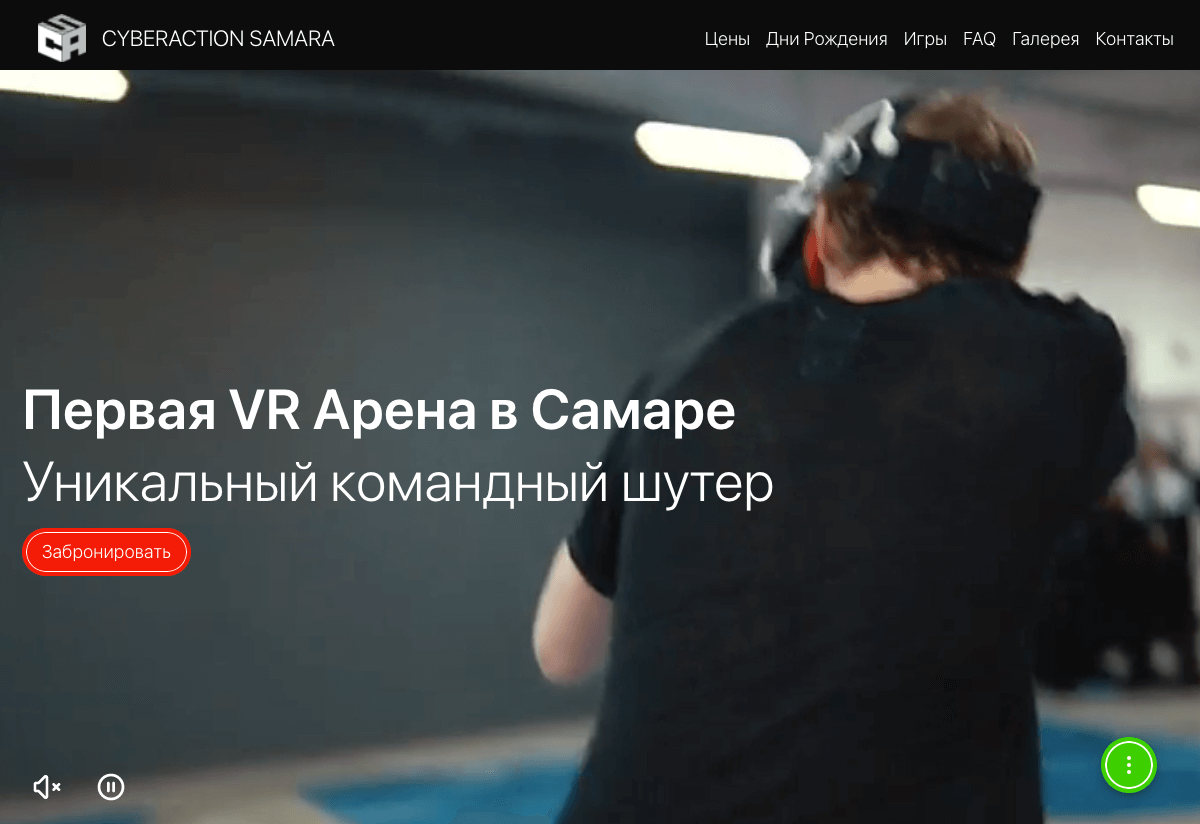 SCA
CYBERACTION SAMARA
Цены Дни Рождения Игры FAQ Галерея Контакты
Первая VR Арена в Самаре
Уникальный командный шутер
Забронировать